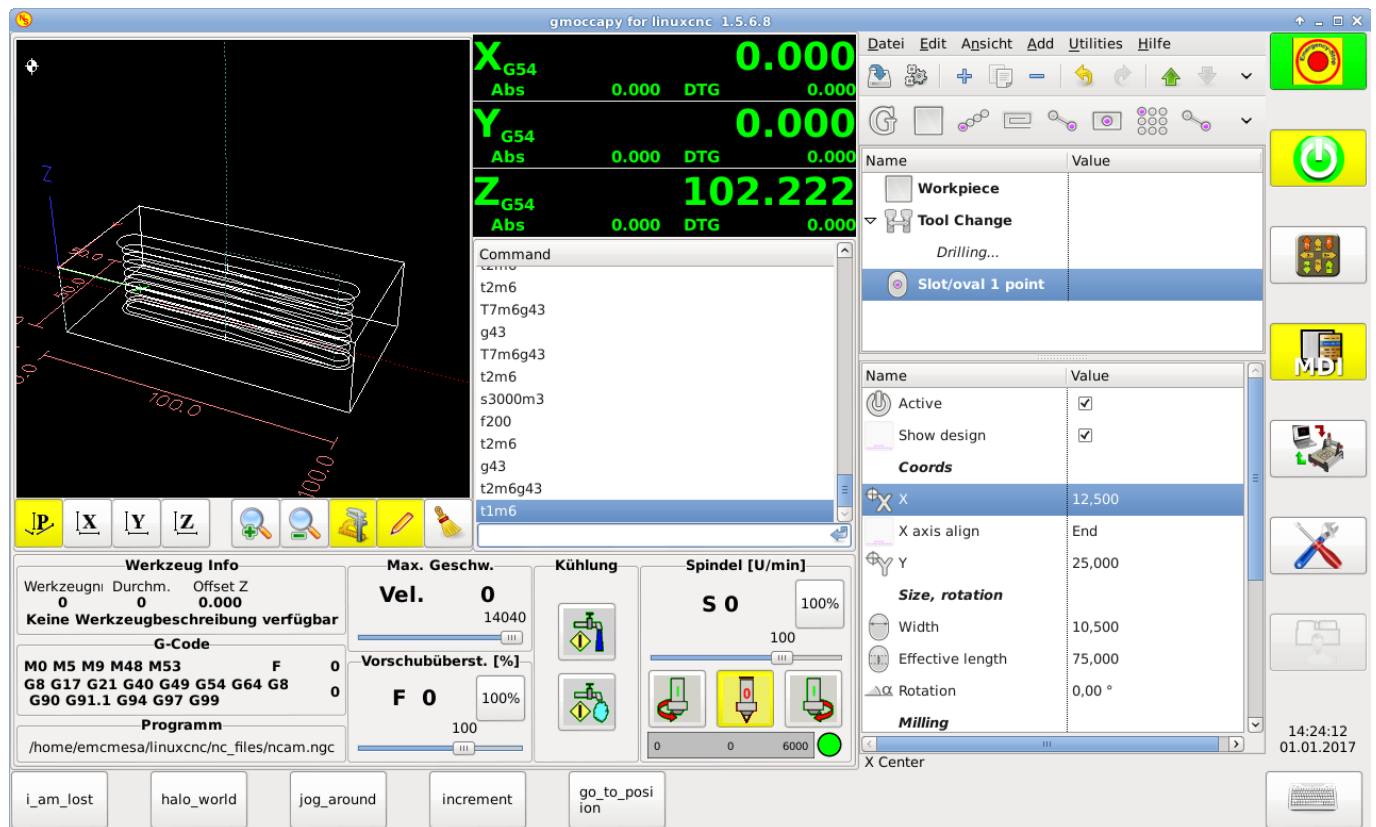 gmoccapy for linuxcnc 1.5.6.8
X G54 0.000
Abs 0.000 DTG 0.000
Y G54 0.000
Abs 0.000 DTG 0.000
Z G54 102.222
Abs 0.000 DTG 0.000
Z
50.0
100.0
100.0
Command
t2m6
t2m6
T7m6g43
g43
T7m6g43
t2m6
s3000m3
f200
t2m6
g43
t2m6g43
t1m6
P X Y Z
Datei Edit Ansicht Add Utilities Hilfe
Name Value
Workpiece
Tool Change
Drilling...
Slot/oval 1 point
Name Value
Active
Show design
Coords
X 12,500
X axis align End
Y 25,000
Size, rotation
Width 10,500
Effective length 75,000
Rotation 0,00 °
Milling
X Center
Emergency-Stop
MDI
14:24:12
01.01.2017
Werkzeug Info
Werkzeugn Durchm. Offset Z
0 0 0.000
Keine Werkzeugbeschreibung verfügbar
G-Code
M0 M5 M9 M48 M53 F 0
G8 G17 G21 G40 G49 G54 G64 G8 0
G90 G91.1 G94 G97 G99
Programm
/home/emcmesa/linuxcnc/nc_files/ncam.ngc
Max. Geschw.
Vel. 0
14040
Vorschubüberst. [%]
F 0 100%
100
Kühlung
Spindel [U/min]
S 0 100%
100
0 0 6000
i_am_lost
halo_world
jog_around
increment
go_to_posi
ion